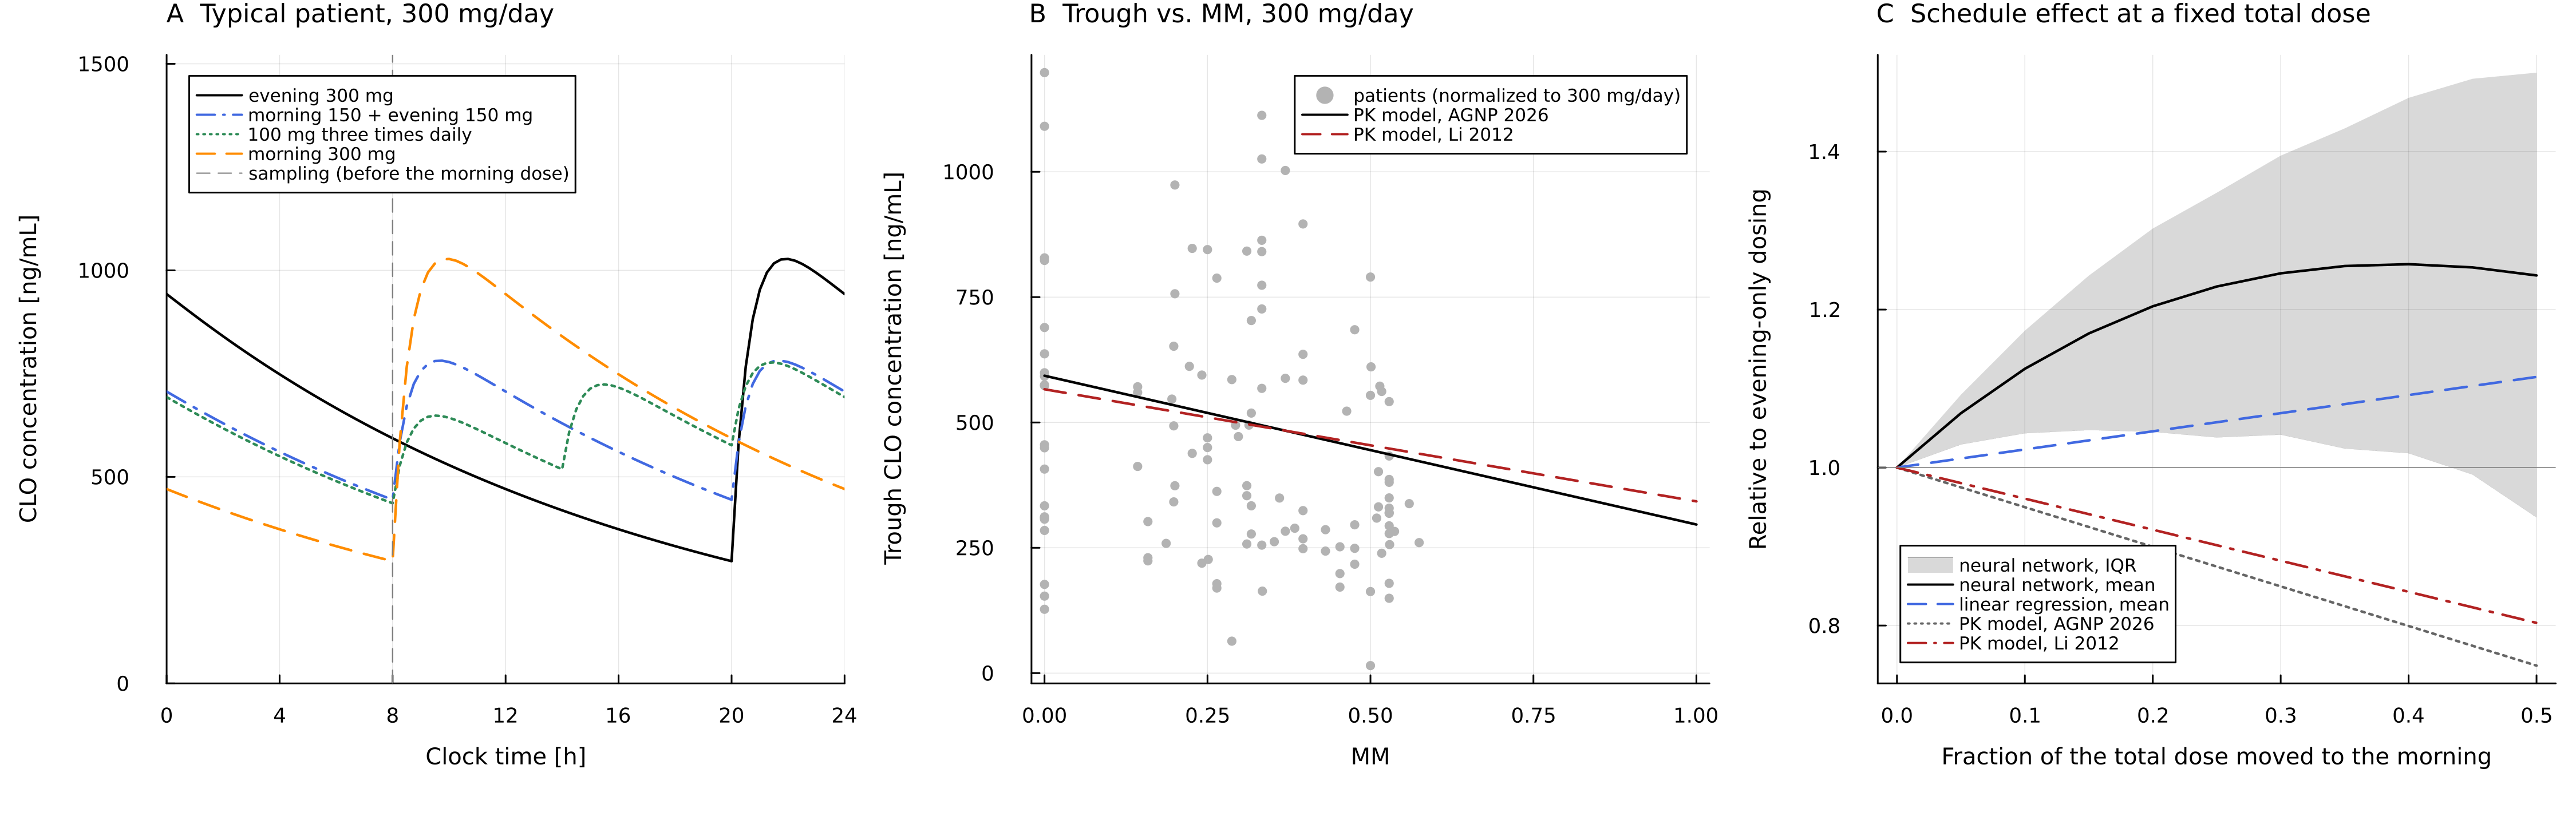 A Typical patient, 300 mg/day
CLO concentration [ng/mL]
1500
1000
500
0
evening 300 mg
morning 150 + evening 150 mg
100 mg three times daily
morning 300 mg
sampling (before the morning dose)
0 4 8 12 16 20 24
Clock time [h]
B Trough vs. MM, 300 mg/day
Trough CLO concentration [ng/mL]
1000
750
500
250
0
patients (normalized to 300 mg/day)
PK model, AGNP 2026
PK model, Li 2012
0.00 0.25 0.50 0.75 1.00
MM
C Schedule effect at a fixed total dose
Relative to evening-only dosing
1.4
1.2
1.0
0.8
neural network, IQR
neural network, mean
linear regression, mean
PK model, AGNP 2026
PK model, Li 2012
0.0 0.1 0.2 0.3 0.4 0.5
Fraction of the total dose moved to the morning